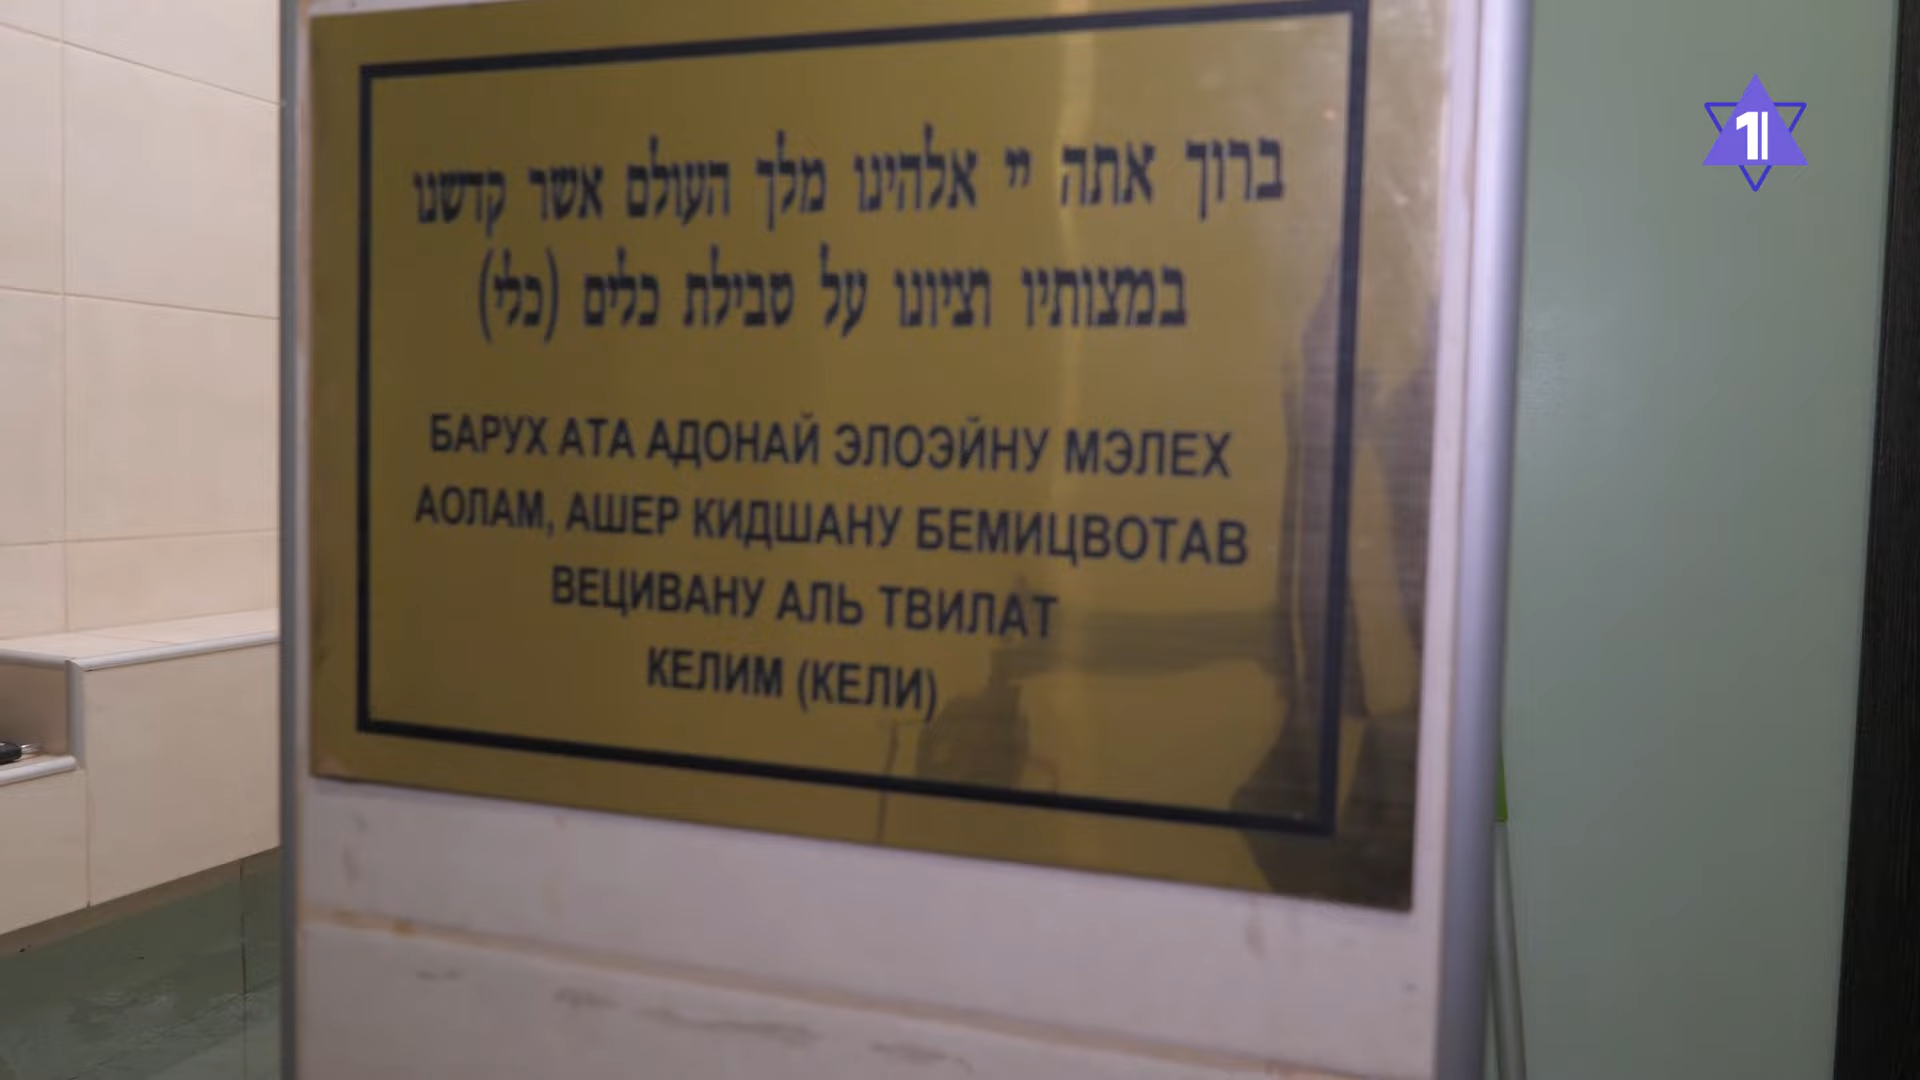 ברוך אתה יי אלהינו מלך העולם אשר קדשנו
במצותיו וציונו על טבילת כלים (כלי)
БАРУХ АТА АДОНАЙ ЭЛОЭЙНУ МЭЛЕХ
АОЛАМ, АШЕР КИДШАНУ БЕМИЦВОТАВ
ВЕЦИВАНУ АЛЬ ТВИЛАТ
КЕЛИМ (КЕЛИ)